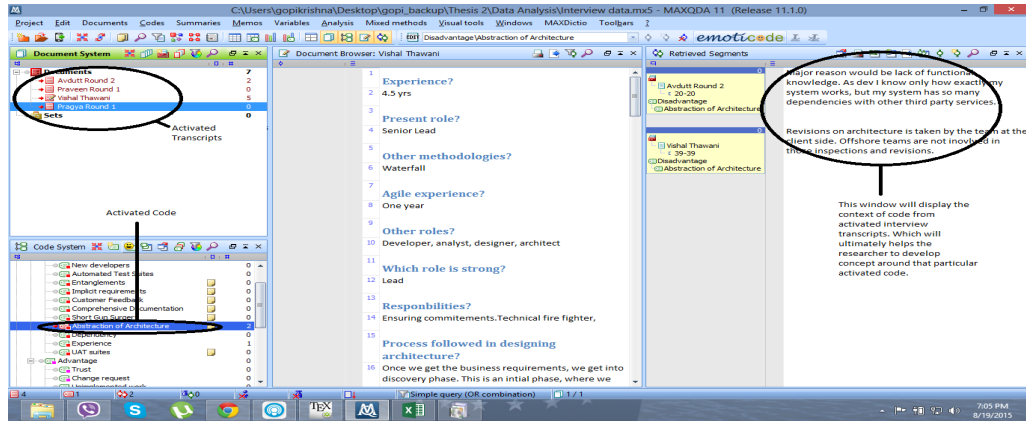 C:\Users\gopikrishna\Desktop\gopi_backup\Thesis 2\Data Analysis\Interview data.mx5 - MAXQDA 11 (Release 11.1.0)
Project Edit Documents Codes Summaries Memos Variables Analysis Mixed methods Visual tools Windows MAXDictio Toolbars ?
Disadvantage\Abstraction of Architecture
emoticode
Document System
Documents 7
Avdutt Round 2 2
Praveen Round 1 0
Vishal Thawani 5
Pragya Round 1 0
Sets 0
Activated
Transcripts
Activated Code
Code System
New developers 0
Automated Test Suites 0
Entanglements 0
Implicit requirements 0
Customer Feedback 0
Comprehensive Documentation 0
Short Gun Surgery 0
Abstraction of Architecture 2
Dependency 0
Experience 1
UAT suites 0
Advantage 0
Trust 0
Change request 0
Unimplemented work 0
Document Browser: Vishal Thawani
1
Experience?
2 4.5 yrs
3
Present role?
4 Senior Lead
5
Other methodologies?
6 Waterfall
7
Agile experience?
8 One year
9
Other roles?
10 Developer, analyst, designer, architect
11
Which role is strong?
12 Lead
13
Responbilities?
14 Ensuring commitements.Technical fire fighter,
15
Process followed in designing
architecture?
16 Once we get the business requirements, we get into
discovery phase. This is an intial phase, where we
Retrieved Segments
0
Avdutt Round 2
20-20
Disadvantage
Abstraction of Architecture
0
Vishal Thawani
39-39
Disadvantage
Abstraction of Architecture
Major reason would be lack of functional
knowledge. As dev I know only how exactly my
system works, but my system has so many
dependencies with other third party services.
Revisions on architecture is taken by the team at the
client side. Offshore teams are not inovlved in
those inspections and revisions.
This window will display the
context of code from
activated interview
transcripts. Which will
ultimately helps the
researcher to develop
concept around that particular
activated code.
4 1 2 0 Simple query (OR combination) 1 / 1
7:05 PM
8/19/2015